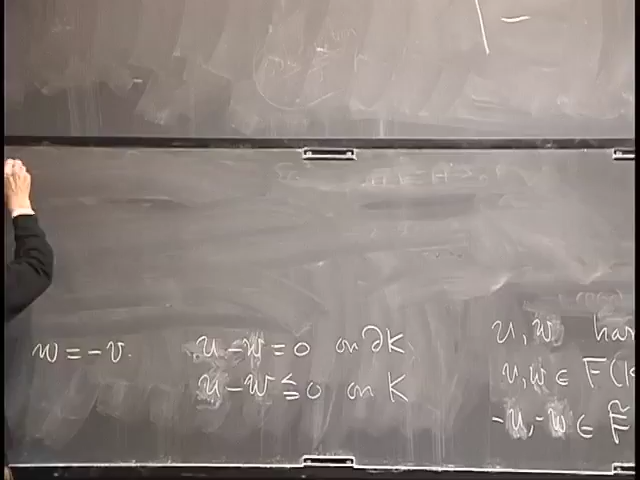 w = -v.
u - w = 0 on ∂K
u - w ≤ 0 on K
u, w har
u, w ∈ F(K
-u, -w ∈ F̃